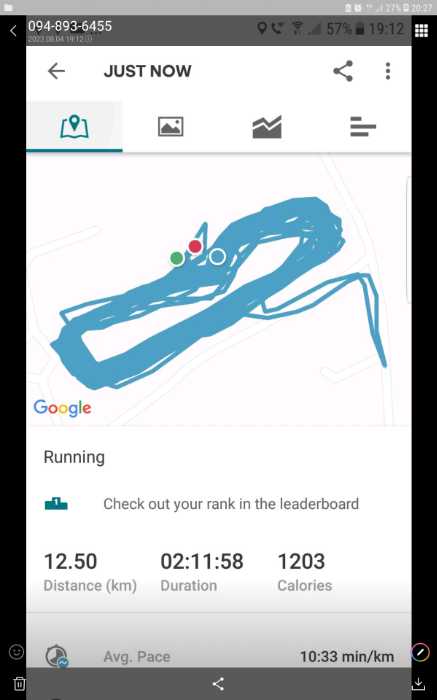 27% 20:27
094-893-6455
2023.08.04 19:12
57% 19:12
JUST NOW
Google
Running
1
Check out your rank in the leaderboard
12.50 02:11:58 1203
Distance (km) Duration Calories
Avg. Pace 10:33 min/km